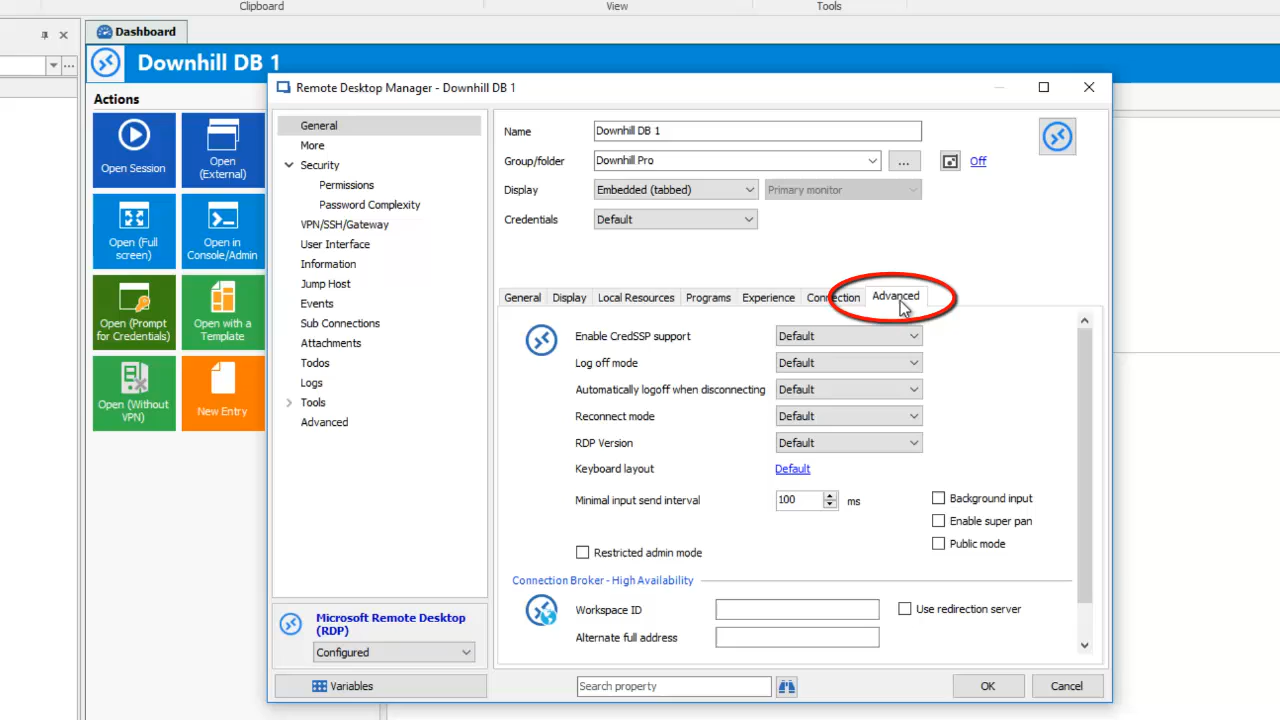 Clipboard
View
Tools
Dashboard
Downhill DB 1
Actions
Open Session
Open
(External)
Open (Full
screen)
Open in
Console/Admin
Open (Prompt
for Credentials)
Open with a
Template
Open (Without
VPN)
New Entry
Remote Desktop Manager - Downhill DB 1
General
More
Security
Permissions
Password Complexity
VPN/SSH/Gateway
User Interface
Information
Jump Host
Events
Sub Connections
Attachments
Todos
Logs
Tools
Advanced
Microsoft Remote Desktop
(RDP)
Configured
Variables
Name Downhill DB 1
Group/folder Downhill Pro ... Off
Display Embedded (tabbed) Primary monitor
Credentials Default
General Display Local Resources Programs Experience Connection Advanced
Enable CredSSP support Default
Log off mode Default
Automatically logoff when disconnecting Default
Reconnect mode Default
RDP Version Default
Keyboard layout Default
Minimal input send interval 100 ms
Background input
Enable super pan
Public mode
Restricted admin mode
Connection Broker - High Availability
Workspace ID
Use redirection server
Alternate full address
Search property
OK
Cancel